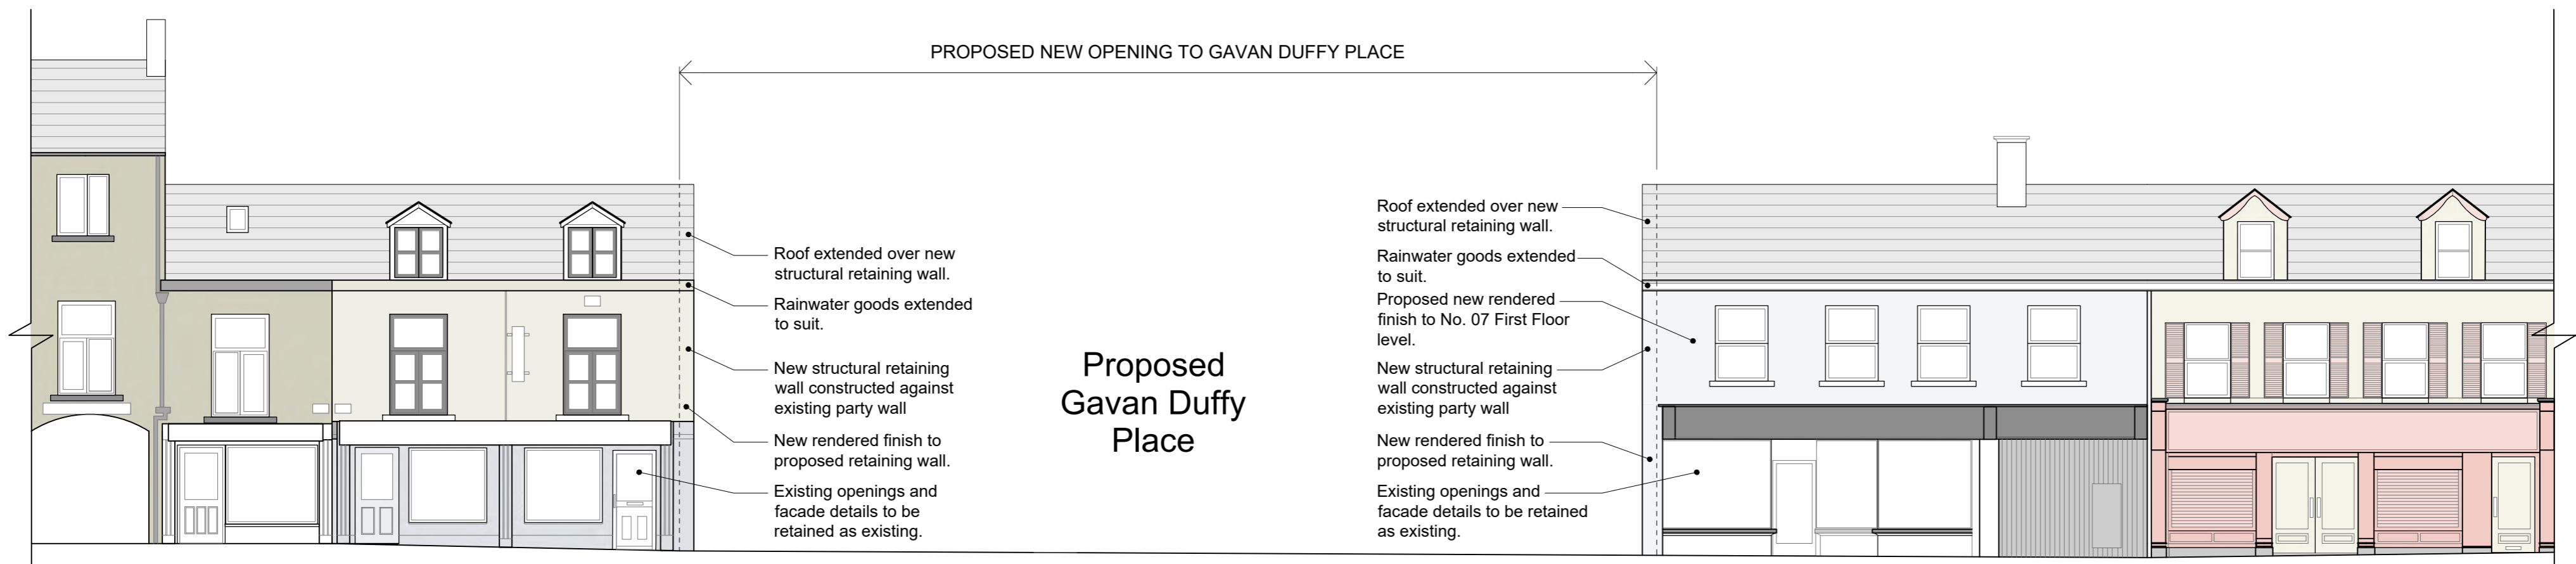 PROPOSED NEW OPENING TO GAVAN DUFFY PLACE
Roof extended over new
structural retaining wall.
Rainwater goods extended
to suit.
New structural retaining
wall constructed against
existing party wall
New rendered finish to
proposed retaining wall.
Existing openings and
facade details to be
retained as existing.
Proposed
Gavan Duffy
Place
Roof extended over new
structural retaining wall.
Rainwater goods extended
to suit.
Proposed new rendered
finish to No. 07 First Floor
level.
New structural retaining
wall constructed against
existing party wall
New rendered finish to
proposed retaining wall.
Existing openings and
facade details to be retained
as existing.